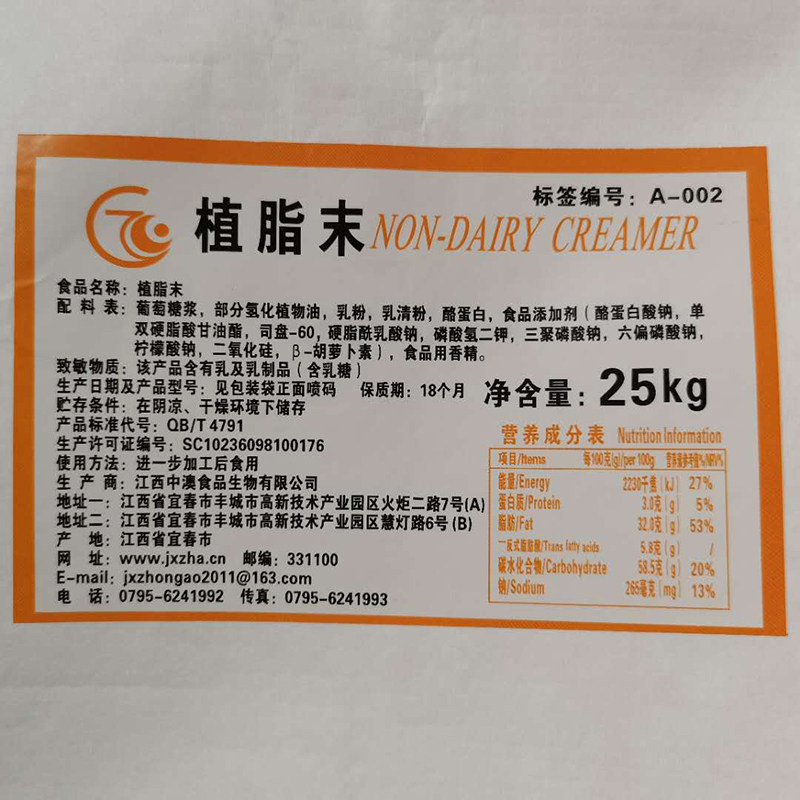 标签编号：A-002
植脂末 NON-DAIRY CREAMER
食品名称：植脂末
配料表：葡萄糖浆，部分氢化植物油，乳粉，乳清粉，酪蛋白，食品添加剂（酪蛋白酸钠，单
双硬脂酸甘油酯，司盘-60，硬脂酰乳酸钠，磷酸氢二钾，三聚磷酸钠，六偏磷酸钠，
柠檬酸钠，二氧化硅，β-胡萝卜素），食品用香精。
致敏物质：该产品含有乳及乳制品（含乳糖）
生产日期及产品型号：见包装袋正面喷码 保质期：18个月
净含量：25kg
贮存条件：在阴凉、干燥环境下储存
产品标准代号：QB/T 4791
生产许可证编号：SC10236098100176
使用方法：进一步加工后食用
生产商：江西中澳食品生物有限公司
地址一：江西省宜春市丰城市高新技术产业园区火炬二路7号(A)
地址二：江西省宜春市丰城市高新技术产业园区慧灯路6号(B)
产地：江西省宜春市
网址：www.jxzha.cn 邮编：331100
E-mail：jxzhongao2011@163.com
电话：0795-6241992 传真：0795-6241993
营养成分表 Nutrition Information
项目/Items 每100克(g)/per 100g 营养素参考值%/NRV%
能量/Energy 2230千焦(kJ) 27%
蛋白质/Protein 3.0克(g) 5%
脂肪/Fat 32.0克(g) 53%
一反式脂肪酸/Trans fatty acids 5.8克(g) /
碳水化合物/Carbohydrate 58.5克(g) 20%
钠/Sodium 265毫克(mg) 13%